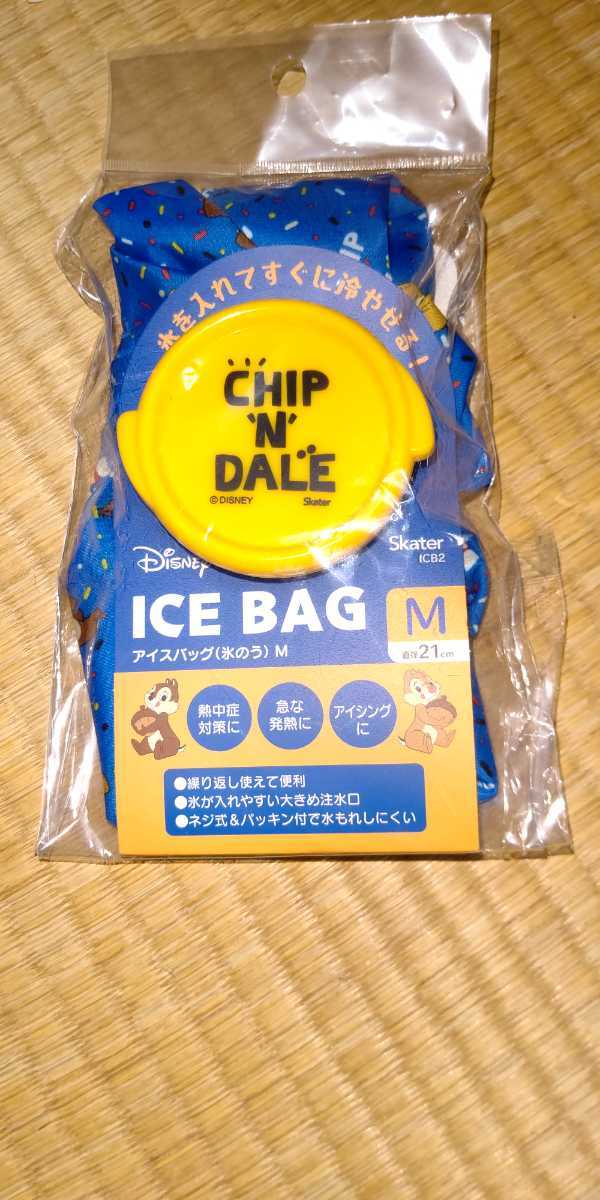 氷を入れてすぐに冷やせる!
CHIP
'N'
DALE
©DISNEY Skater
DISNEY
Skater
ICB2
ICE BAG M
アイスバッグ(氷のう) M
直径21cm
熱中症
対策に
急な
発熱に
アイシング
に
●繰り返し使えて便利
●氷が入れやすい大きめ注水口
●ネジ式&パッキン付で水もれしにくい